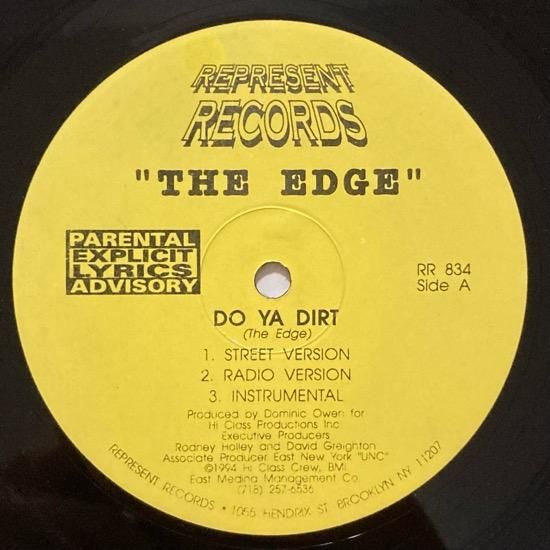 REPRESENT
RECORDS
"THE EDGE"
PARENTAL
EXPLICIT
LYRICS
ADVISORY
RR 834
Side A
DO YA DIRT
(The Edge)
1. STREET VERSION
2. RADIO VERSION
3. INSTRUMENTAL
Produced by Dominic Owen for
Hi Class Productions Inc
Executive Producers
Rodney Holley and David Greighton
Associate Producer East New York "UNC"
©1994 Hi Class Crew, BMI
East Medina Management Co.
(718) 257-6536
REPRESENT RECORDS • 1055 HENDRIX ST. BROOKLYN NY 11207